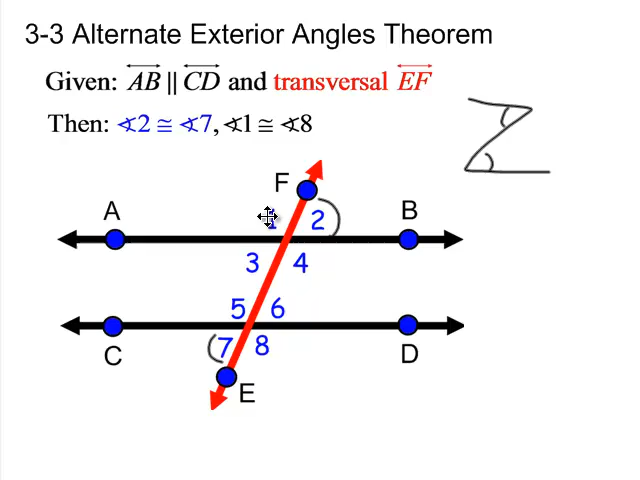 3-3 Alternate Exterior Angles Theorem
Given: AB || CD and transversal EF
Then: ∢2 ≅ ∢7, ∢1 ≅ ∢8
F
A
1
2
B
3
4
5
6
C
7
8
D
E